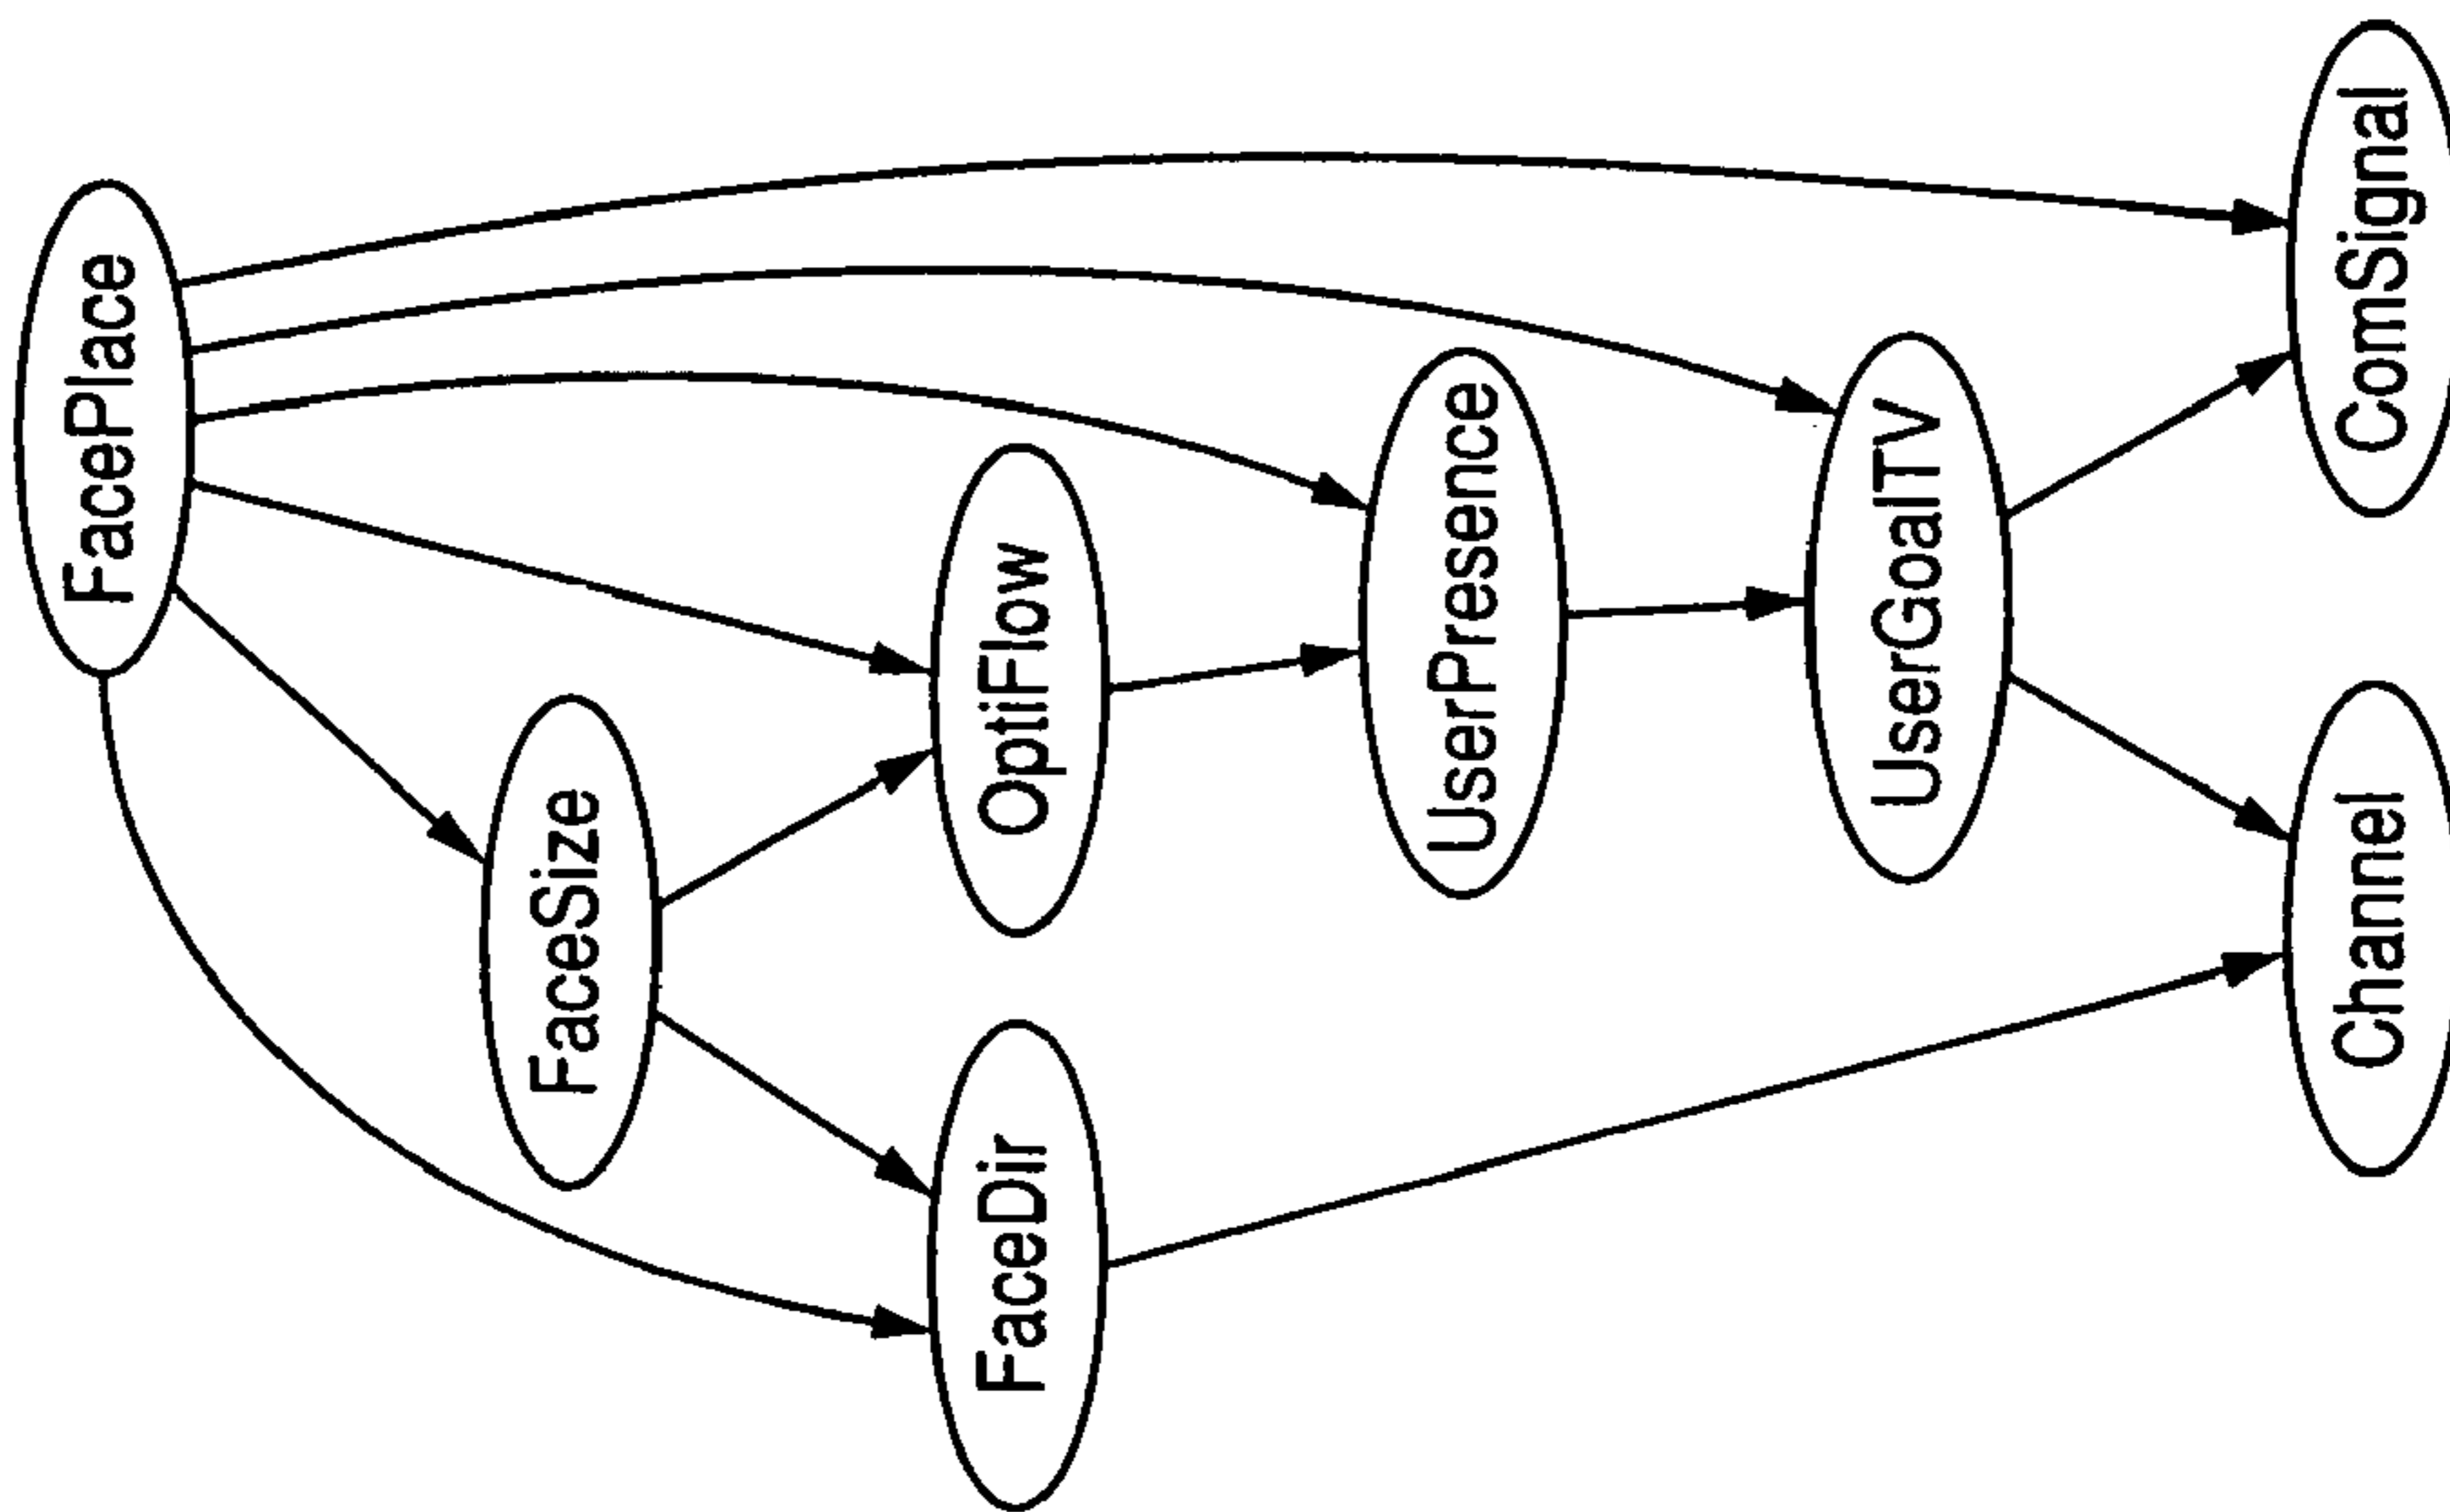 FacePlace
FaceSize
FaceDir
OptiFlow
UserPresence
UserGoalTV
Channel
ComSignal